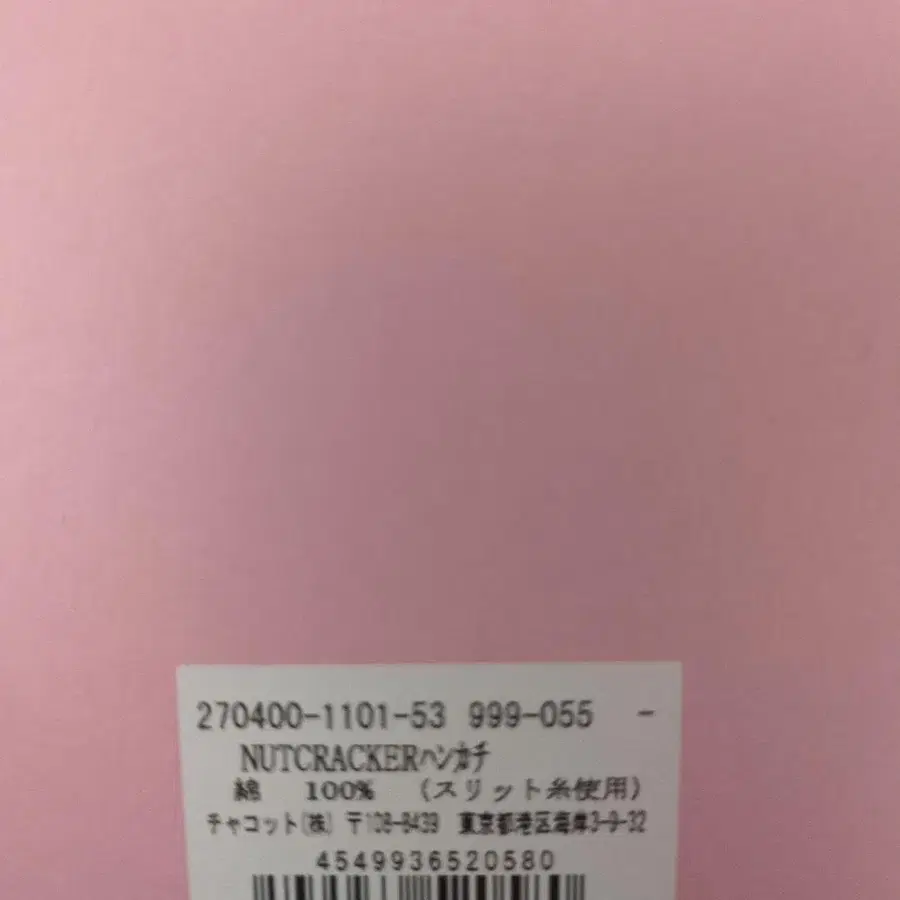 270400-1101-53 999-055 -
NUTCRACKERハンカチ
綿 100% (スリット糸使用)
チャコット(株) 〒108-8439 東京都港区海岸3-9-32
4549936520580